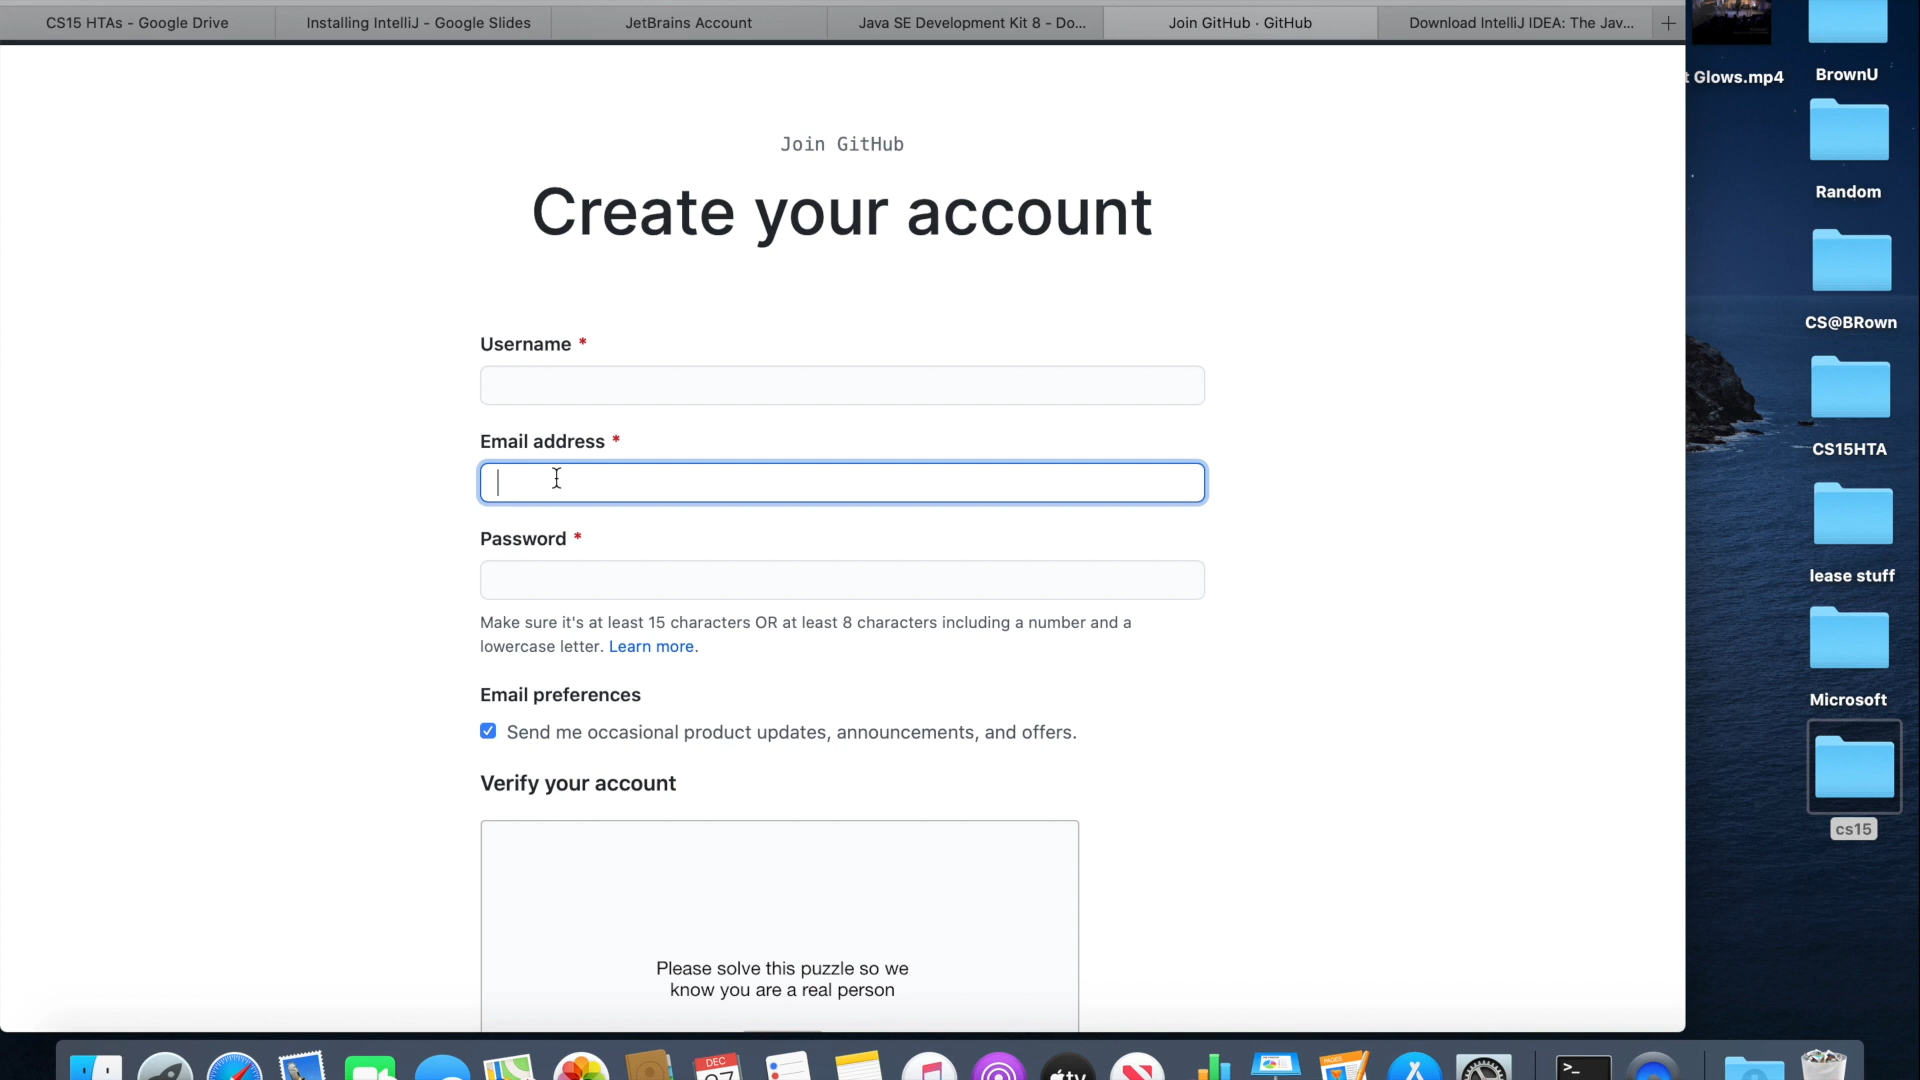 CS15 HTAs - Google Drive
Installing IntelliJ - Google Slides
JetBrains Account
Java SE Development Kit 8 - Do...
Join GitHub · GitHub
Download IntelliJ IDEA: The Jav...
t Glows.mp4
BrownU
Random
CS@BRown
CS15HTA
lease stuff
Microsoft
cs15
Join GitHub
Create your account
Username *
Email address *
Password *
Make sure it's at least 15 characters OR at least 8 characters including a number and a
lowercase letter. Learn more.
Email preferences
Send me occasional product updates, announcements, and offers.
Verify your account
Please solve this puzzle so we
know you are a real person
DEC
PAGES
tv
>_